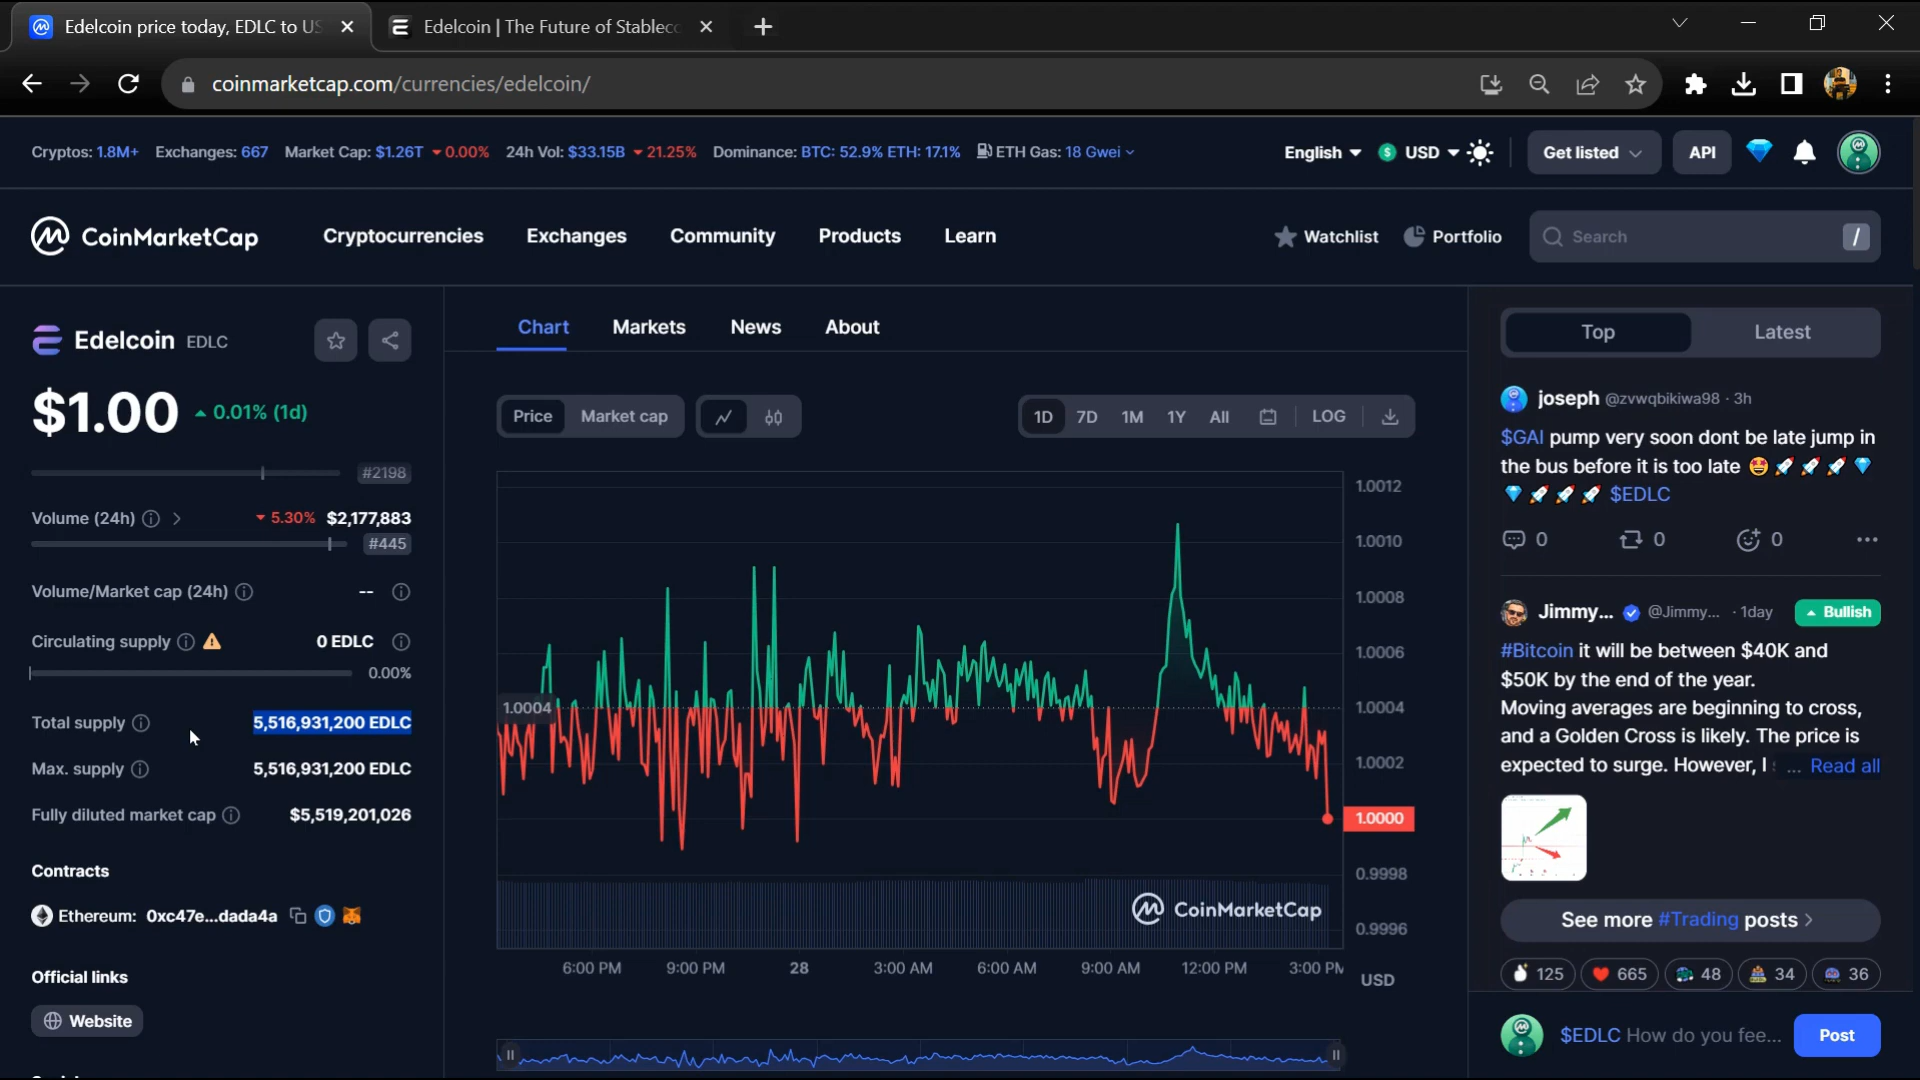 Edelcoin price today, EDLC to US
Edelcoin | The Future of Stablecc
coinmarketcap.com/currencies/edelcoin/
Cryptos: 1.8M+ Exchanges: 667 Market Cap: $1.26T 0.00% 24h Vol: $33.15B 21.25% Dominance: BTC: 52.9% ETH: 17.1% ETH Gas: 18 Gwei
English USD Get listed API
CoinMarketCap Cryptocurrencies Exchanges Community Products Learn Watchlist Portfolio Search /
Edelcoin EDLC
$1.00 0.01% (1d)
#2198
Volume (24h) 5.30% $2,177,883
#445
Volume/Market cap (24h) --
Circulating supply 0 EDLC
0.00%
Total supply 5,516,931,200 EDLC
Max. supply 5,516,931,200 EDLC
Fully diluted market cap $5,519,201,026
Contracts
Ethereum: 0xc47e...dada4a
Official links
Website
Chart Markets News About
Price Market cap
1D 7D 1M 1Y All LOG
1.0012
1.0010
1.0008
1.0006
1.0004
1.0004
1.0002
1.0000
0.9998
0.9996
CoinMarketCap
6:00 PM 9:00 PM 28 3:00 AM 6:00 AM 9:00 AM 12:00 PM 3:00 PM
USD
Top Latest
joseph @zvwqbikiwa98 · 3h
$GAI pump very soon dont be late jump in
the bus before it is too late 🤩🚀🚀🚀💎
💎🚀🚀🚀 $EDLC
0 0 0
Jimmy... @Jimmy... · 1day Bullish
#Bitcoin it will be between $40K and
$50K by the end of the year.
Moving averages are beginning to cross,
and a Golden Cross is likely. The price is
expected to surge. However, I ... Read all
See more #Trading posts >
125 665 48 34 36
$EDLC How do you fee... Post